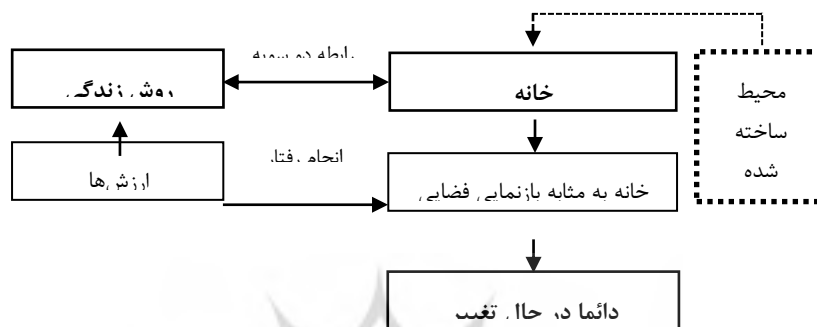 رابطه دو سویه
روش زندگی
خانه
محیط
ساخته
شده
ارزش‌ها
انجام رفتار
خانه به مثابه بازنمایی فضایی
دائما در حال تغییر